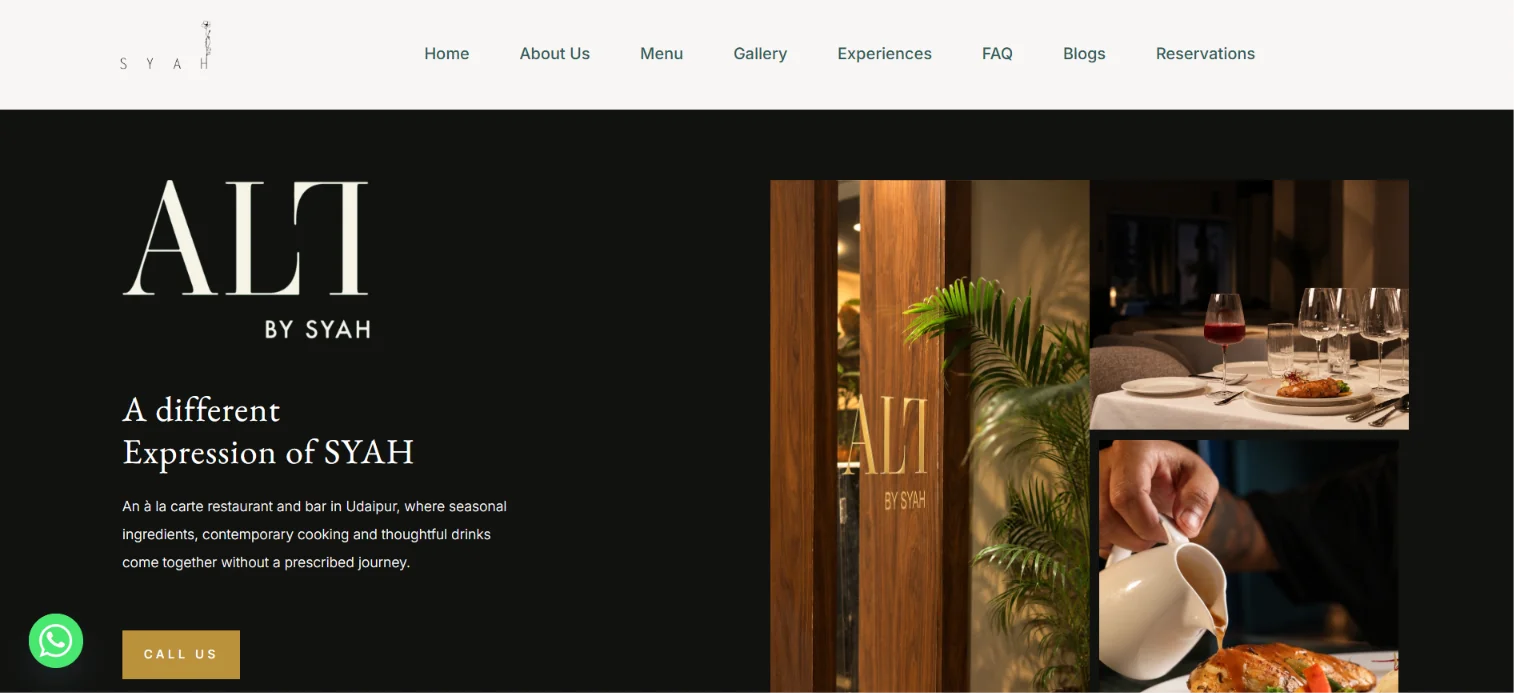 SYAH
Home
About Us
Menu
Gallery
Experiences
FAQ
Blogs
Reservations
ALT
BY SYAH
A different
Expression of SYAH
An à la carte restaurant and bar in Udaipur, where seasonal
ingredients, contemporary cooking and thoughtful drinks
come together without a prescribed journey.
CALL US
ALT
BY SYAH